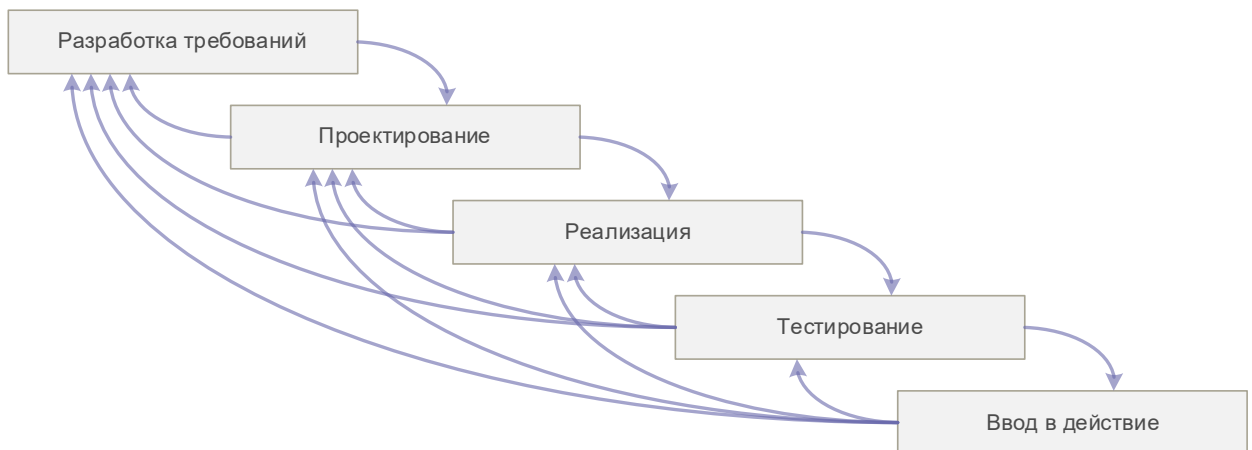 Разработка требований
Проектирование
Реализация
Тестирование
Ввод в действие